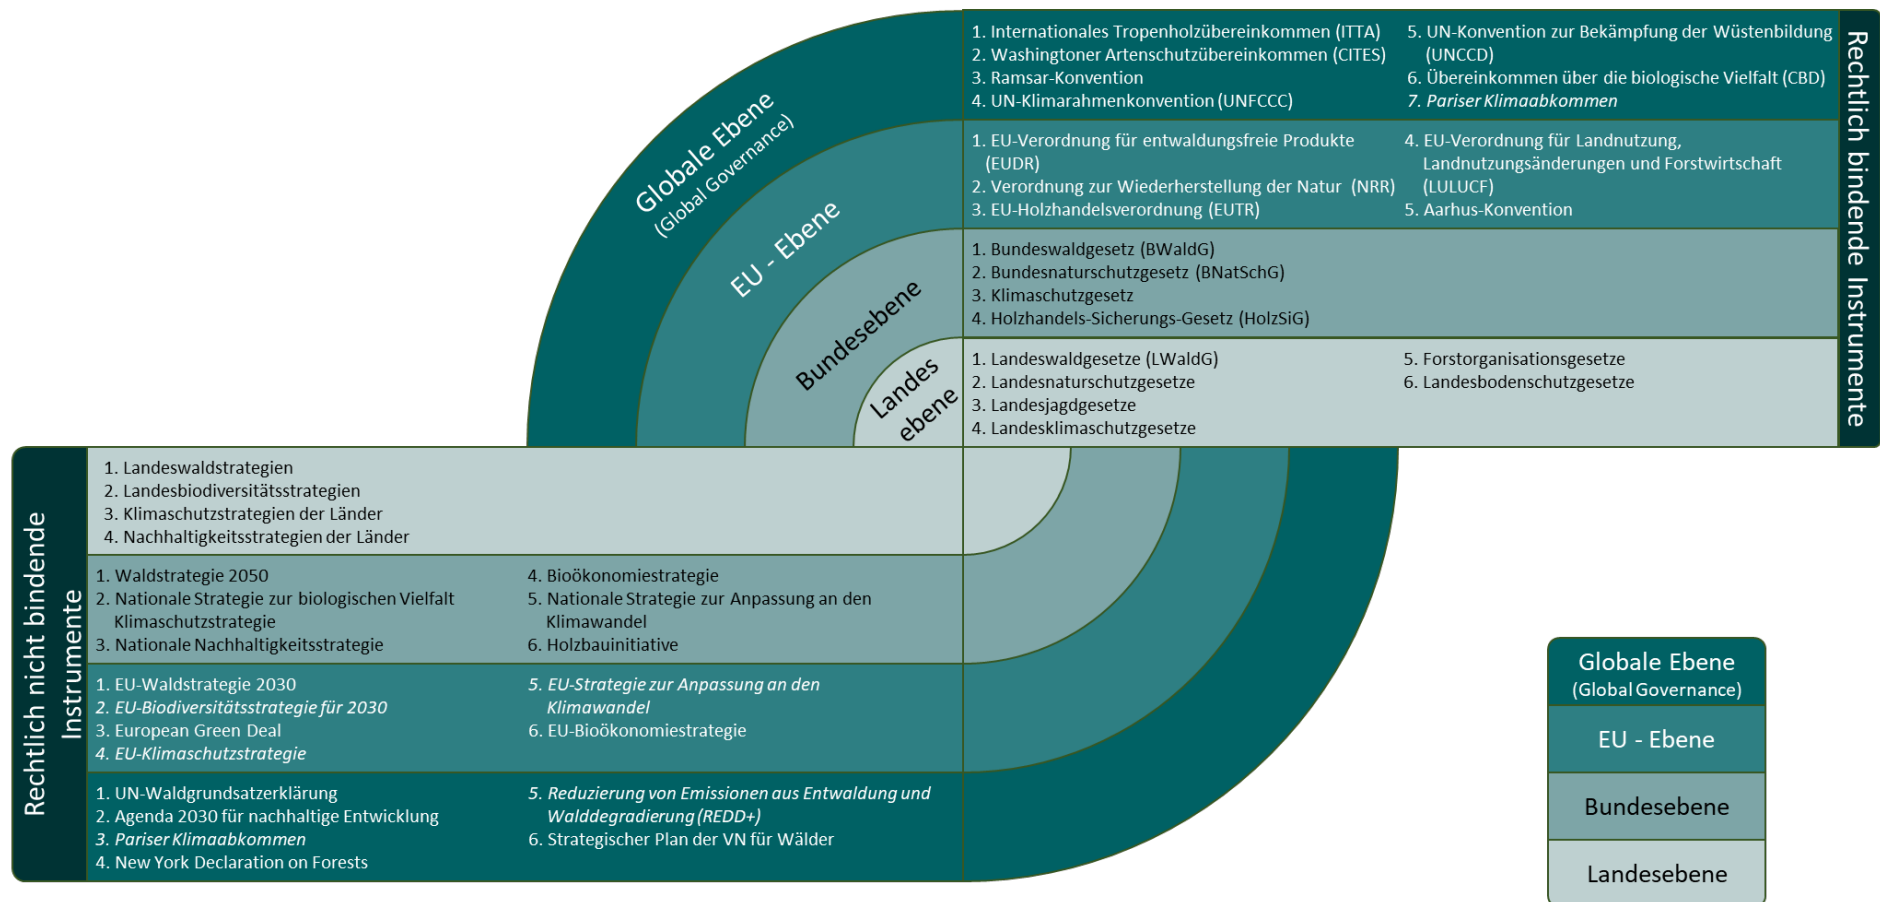 Globale Ebene
(Global Governance)
EU - Ebene
Bundesebene
Landes
ebene
1. Internationales Tropenholzübereinkommen (ITTA)
2. Washingtoner Artenschutzübereinkommen (CITES)
3. Ramsar-Konvention
4. UN-Klimarahmenkonvention (UNFCCC)
5. UN-Konvention zur Bekämpfung der Wüstenbildung
(UNCCD)
6. Übereinkommen über die biologische Vielfalt (CBD)
7. Pariser Klimaabkommen
1. EU-Verordnung für entwaldungsfreie Produkte
(EUDR)
2. Verordnung zur Wiederherstellung der Natur (NRR)
3. EU-Holzhandelsverordnung (EUTR)
4. EU-Verordnung für Landnutzung,
Landnutzungsänderungen und Forstwirtschaft
(LULUCF)
5. Aarhus-Konvention
1. Bundeswaldgesetz (BWaldG)
2. Bundesnaturschutzgesetz (BNatSchG)
3. Klimaschutzgesetz
4. Holzhandels-Sicherungs-Gesetz (HolzSiG)
1. Landeswaldgesetze (LWaldG)
2. Landesnaturschutzgesetze
3. Landesjagdgesetze
4. Landesklimaschutzgesetze
5. Forstorganisationsgesetze
6. Landesbodenschutzgesetze
Rechtlich bindende Instrumente
Rechtlich nicht bindende
Instrumente
1. Landeswaldstrategien
2. Landesbiodiversitätsstrategien
3. Klimaschutzstrategien der Länder
4. Nachhaltigkeitsstrategien der Länder
1. Waldstrategie 2050
2. Nationale Strategie zur biologischen Vielfalt
Klimaschutzstrategie
3. Nationale Nachhaltigkeitsstrategie
4. Bioökonomiestrategie
5. Nationale Strategie zur Anpassung an den
Klimawandel
6. Holzbauinitiative
1. EU-Waldstrategie 2030
2. EU-Biodiversitätsstrategie für 2030
3. European Green Deal
4. EU-Klimaschutzstrategie
5. EU-Strategie zur Anpassung an den
Klimawandel
6. EU-Bioökonomiestrategie
1. UN-Waldgrundsatzerklärung
2. Agenda 2030 für nachhaltige Entwicklung
3. Pariser Klimaabkommen
4. New York Declaration on Forests
5. Reduzierung von Emissionen aus Entwaldung und
Walddegradierung (REDD+)
6. Strategischer Plan der VN für Wälder
Globale Ebene
(Global Governance)
EU - Ebene
Bundesebene
Landesebene